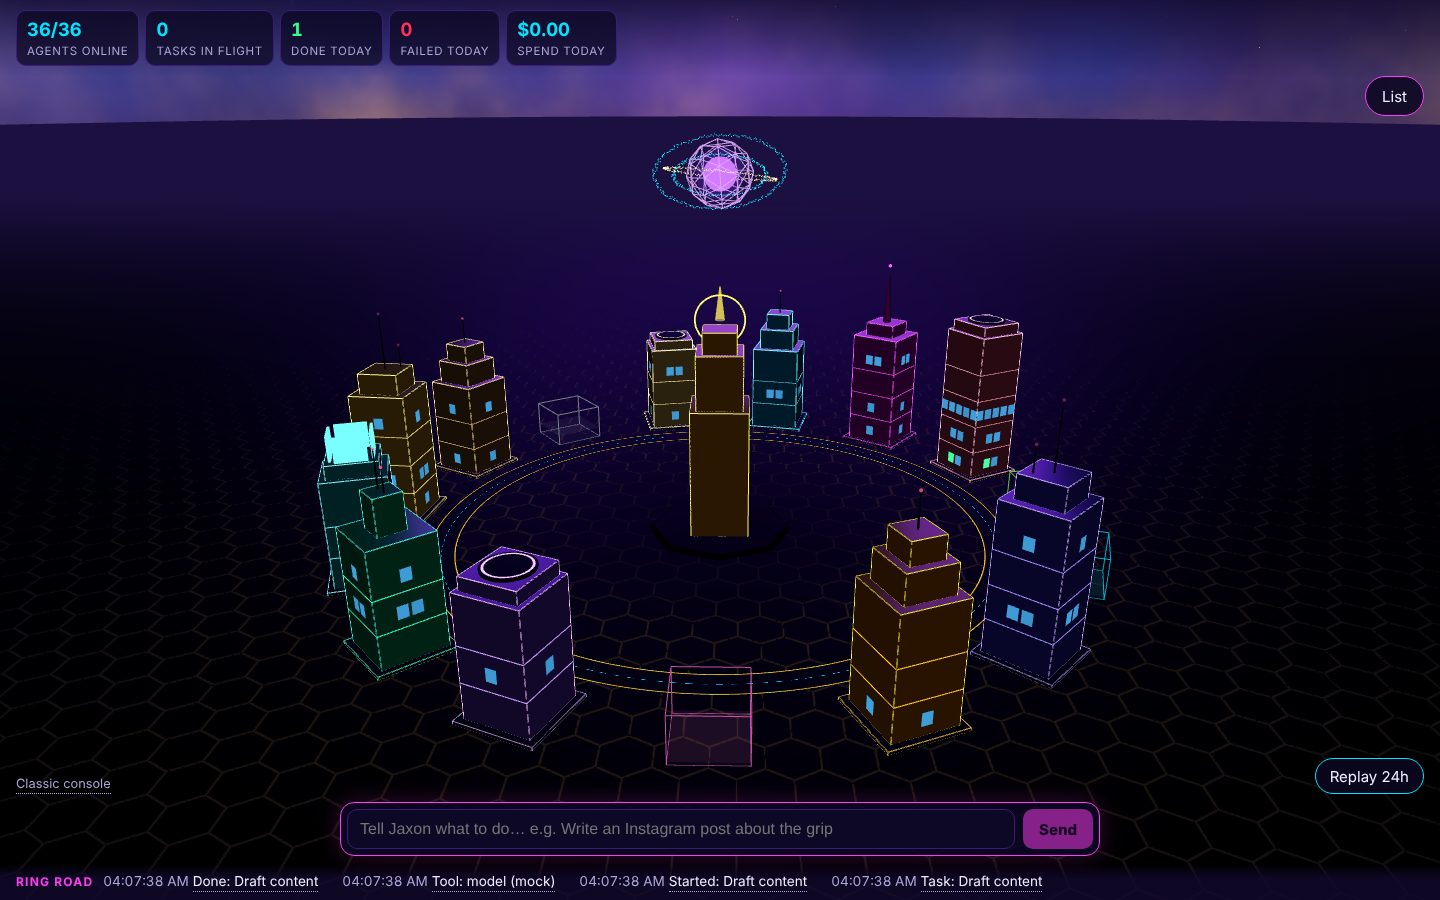 36/36
AGENTS ONLINE
0
TASKS IN FLIGHT
1
DONE TODAY
0
FAILED TODAY
$0.00
SPEND TODAY
List
Classic console
Replay 24h
Tell Jaxon what to do… e.g. Write an Instagram post about the grip
Send
RING ROAD 04:07:38 AM Done: Draft content 04:07:38 AM Tool: model (mock) 04:07:38 AM Started: Draft content 04:07:38 AM Task: Draft content